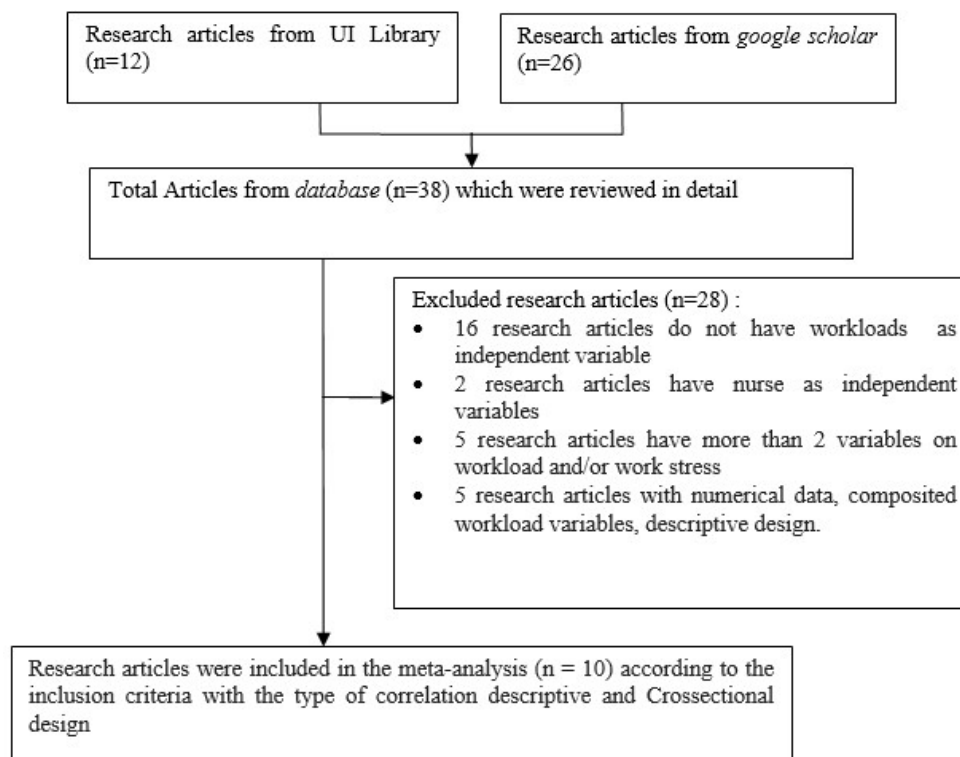 Research articles from UI Library
(n=12)
Research articles from google scholar
(n=26)
Total Articles from database (n=38) which were reviewed in detail
Excluded research articles (n=28) :
• 16 research articles do not have workloads as
independent variable
• 2 research articles have nurse as independent
variables
• 5 research articles have more than 2 variables on
workload and/or work stress
• 5 research articles with numerical data, composited
workload variables, descriptive design.
Research articles were included in the meta-analysis (n = 10) according to the
inclusion criteria with the type of correlation descriptive and Crossectional
design